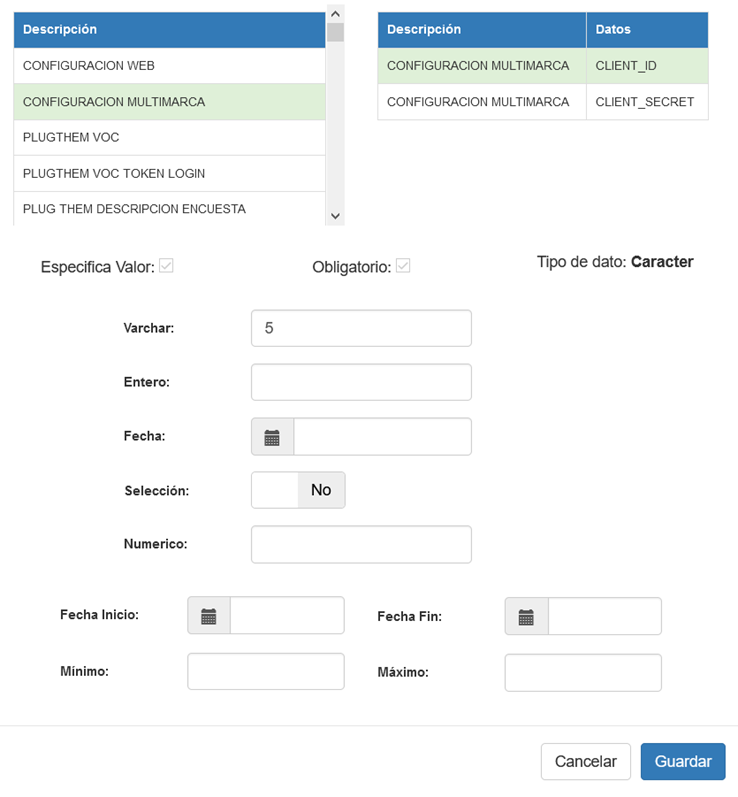 Descripción
CONFIGURACION WEB
CONFIGURACION MULTIMARCA
PLUGTHEM VOC
PLUGTHEM VOC TOKEN LOGIN
PLUG THEM DESCRIPCION ENCUESTA
Descripción Datos
CONFIGURACION MULTIMARCA CLIENT_ID
CONFIGURACION MULTIMARCA CLIENT_SECRET
Especifica Valor: Obligatorio: Tipo de dato: Caracter
Varchar: 5
Entero:
Fecha:
Selección: No
Numerico:
Fecha Inicio: Fecha Fin:
Mínimo: Máximo:
Cancelar Guardar